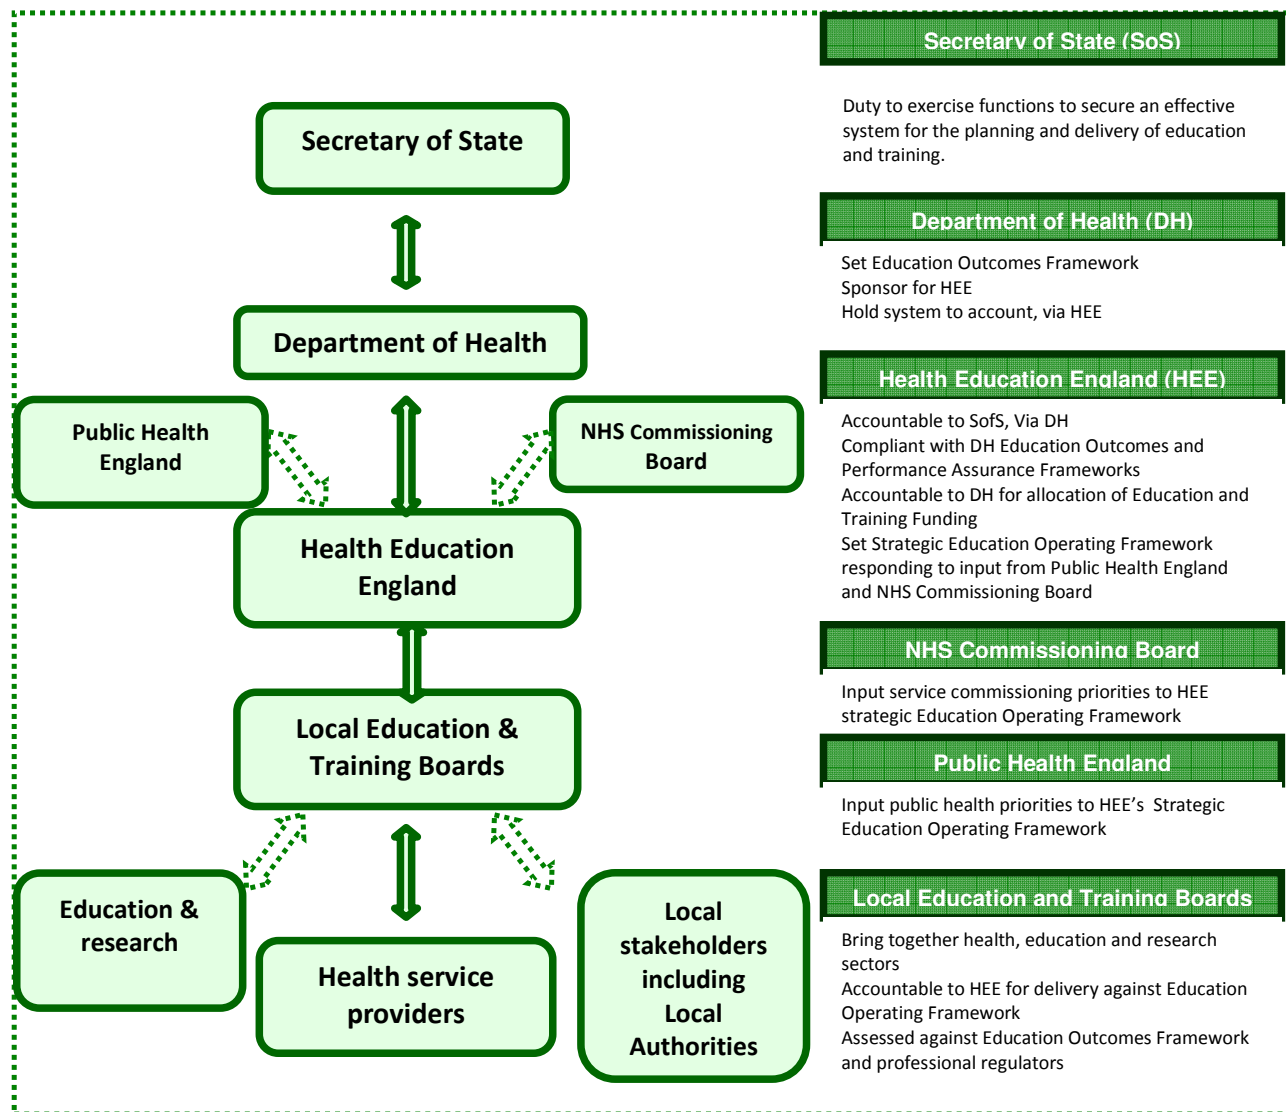 Secretary of State
Department of Health
Public Health
England
NHS Commissioning
Board
Health Education
England
Local Education &
Training Boards
Education &
research
Health service
providers
Local
stakeholders
including
Local
Authorities
Secretary of State (SoS)
Duty to exercise functions to secure an effective
system for the planning and delivery of education
and training.
Department of Health (DH)
Set Education Outcomes Framework
Sponsor for HEE
Hold system to account, via HEE
Health Education England (HEE)
Accountable to SofS, Via DH
Compliant with DH Education Outcomes and
Performance Assurance Frameworks
Accountable to DH for allocation of Education and
Training Funding
Set Strategic Education Operating Framework
responding to input from Public Health England
and NHS Commissioning Board
NHS Commissioning Board
Input service commissioning priorities to HEE
strategic Education Operating Framework
Public Health England
Input public health priorities to HEE’s Strategic
Education Operating Framework
Local Education and Training Boards
Bring together health, education and research
sectors
Accountable to HEE for delivery against Education
Operating Framework
Assessed against Education Outcomes Framework
and professional regulators